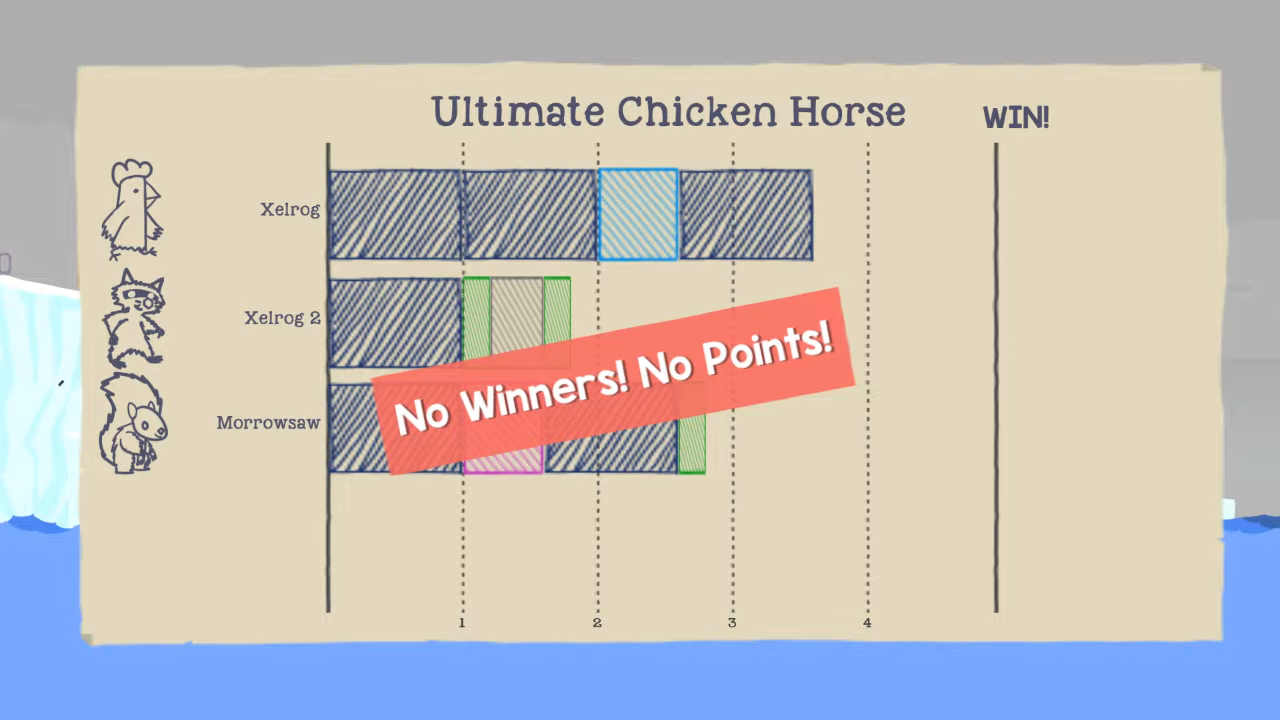 Ultimate Chicken Horse
WIN!
Xelrog
Xelrog 2
No Winners! No Points!
Morrowsaw
1 2 3 4